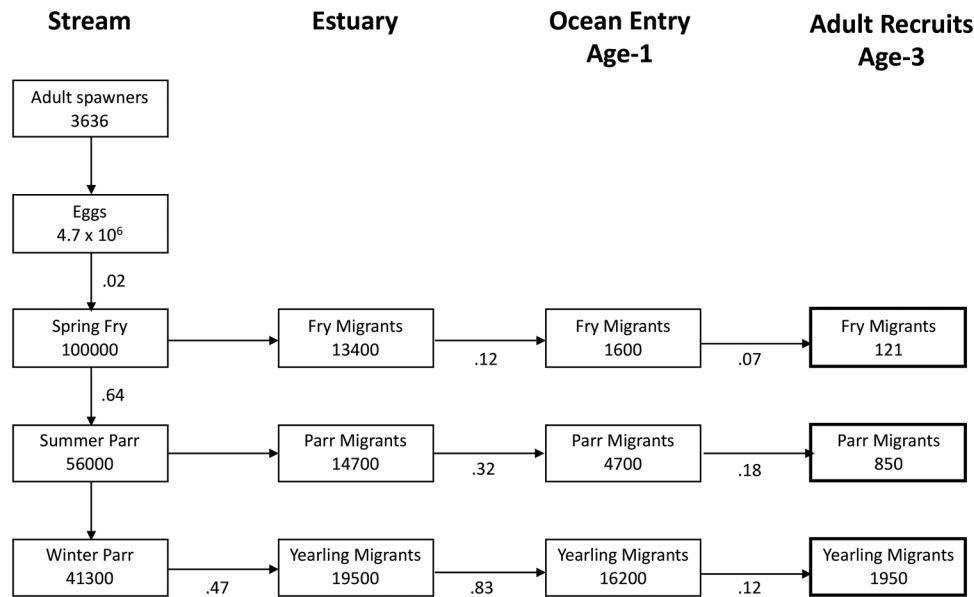 Stream
Estuary
Ocean Entry
Age-1
Adult Recruits
Age-3
Adult spawners
3636
Eggs
4.7 x 10⁶
.02
Spring Fry
100000
Fry Migrants
13400
.12
Fry Migrants
1600
.07
Fry Migrants
121
.64
Summer Parr
56000
Parr Migrants
14700
.32
Parr Migrants
4700
.18
Parr Migrants
850
Winter Parr
41300
.47
Yearling Migrants
19500
.83
Yearling Migrants
16200
.12
Yearling Migrants
1950